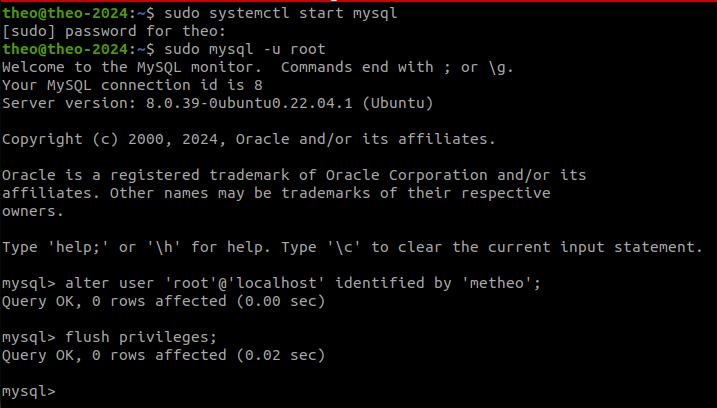 theo@theo-2024:~$ sudo systemctl start mysql
[sudo] password for theo:
theo@theo-2024:~$ sudo mysql -u root
Welcome to the MySQL monitor.  Commands end with ; or \g.
Your MySQL connection id is 8
Server version: 8.0.39-0ubuntu0.22.04.1 (Ubuntu)

Copyright (c) 2000, 2024, Oracle and/or its affiliates.

Oracle is a registered trademark of Oracle Corporation and/or its
affiliates. Other names may be trademarks of their respective
owners.

Type 'help;' or '\h' for help. Type '\c' to clear the current input statement.

mysql> alter user 'root'@'localhost' identified by 'metheo';
Query OK, 0 rows affected (0.00 sec)

mysql> flush privileges;
Query OK, 0 rows affected (0.02 sec)

mysql>